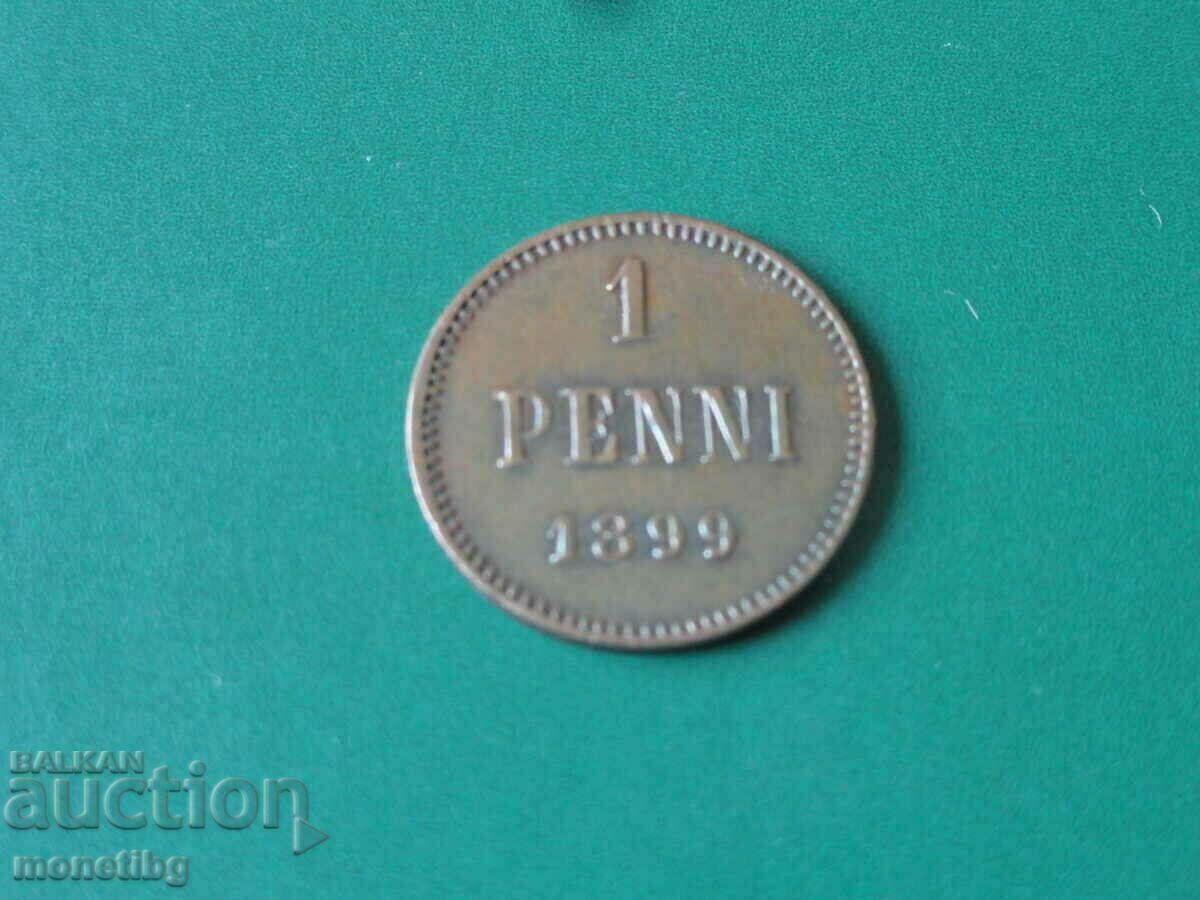 1
PENNI
1899
BALKAN
auction
monetibg